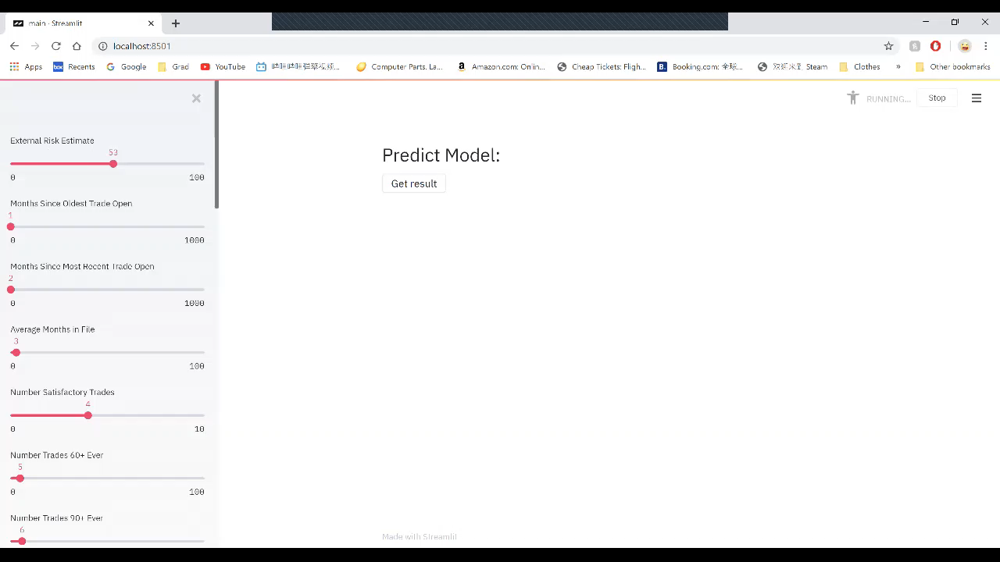 main · Streamlit
localhost:8501
Apps
Recents
Google
Grad
YouTube
Computer Parts, La...
Amazon.com: Onlin...
Cheap Tickets: Fligh...
Booking.com: 全球...
Steam
Clothes
»
Other bookmarks
RUNNING...
Stop
External Risk Estimate
53
0 100
Months Since Oldest Trade Open
1
0 1000
Months Since Most Recent Trade Open
2
0 1000
Average Months in File
3
0 100
Number Satisfactory Trades
4
0 10
Number Trades 60+ Ever
5
0 100
Number Trades 90+ Ever
6
Predict Model:
Get result
Made with Streamlit